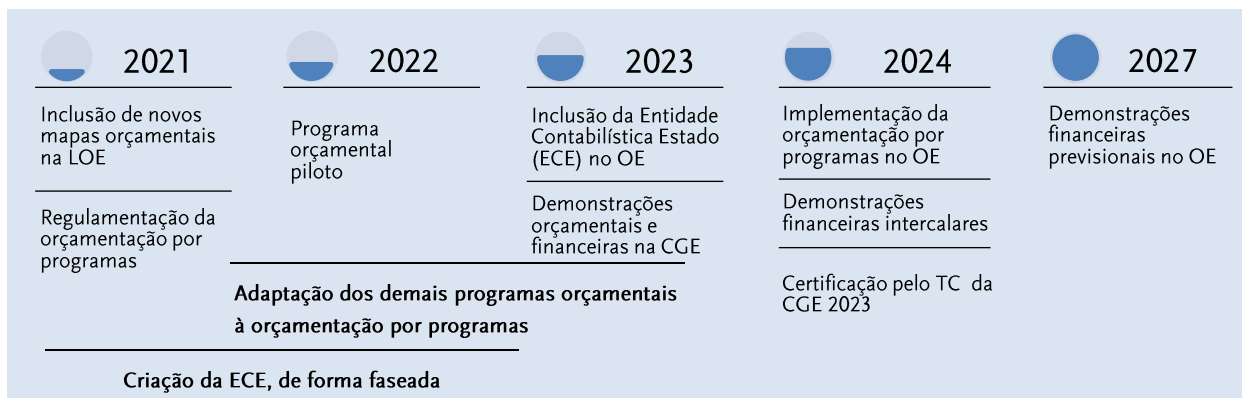 2021
Inclusão de novos
mapas orçamentais
na LOE
Regulamentação da
orçamentação por
programas
2022
Programa
orçamental
piloto
2023
Inclusão da Entidade
Contabilística Estado
(ECE) no OE
Demonstrações
orçamentais e
financeiras na CGE
2024
Implementação da
orçamentação por
programas no OE
Demonstrações
financeiras intercalares
Certificação pelo TC da
CGE 2023
2027
Demonstrações
financeiras
previsionais no OE
Adaptação dos demais programas orçamentais
à orçamentação por programas
Criação da ECE, de forma faseada